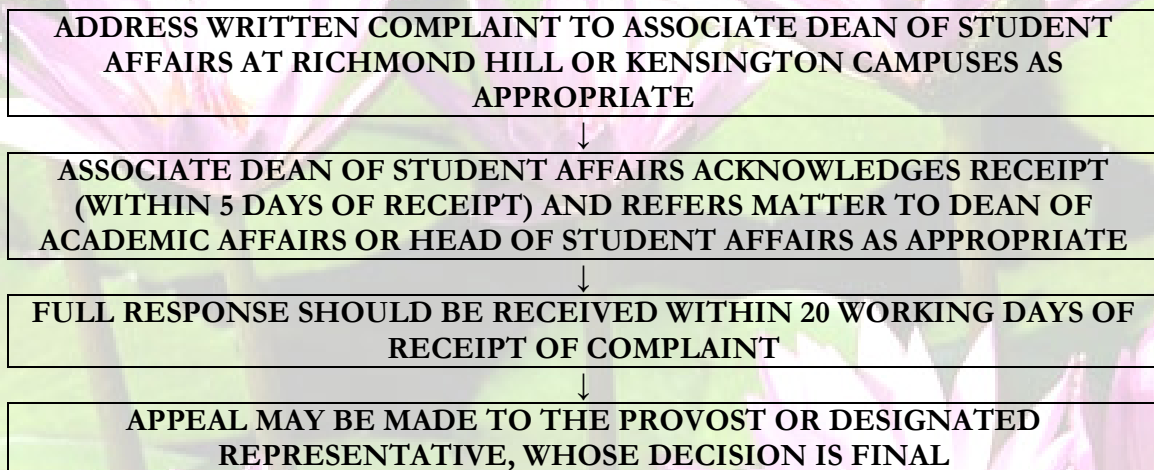 ADDRESS WRITTEN COMPLAINT TO ASSOCIATE DEAN OF STUDENT
AFFAIRS AT RICHMOND HILL OR KENSINGTON CAMPUSES AS
APPROPRIATE
↓
ASSOCIATE DEAN OF STUDENT AFFAIRS ACKNOWLEDGES RECEIPT
(WITHIN 5 DAYS OF RECEIPT) AND REFERS MATTER TO DEAN OF
ACADEMIC AFFAIRS OR HEAD OF STUDENT AFFAIRS AS APPROPRIATE
↓
FULL RESPONSE SHOULD BE RECEIVED WITHIN 20 WORKING DAYS OF
RECEIPT OF COMPLAINT
↓
APPEAL MAY BE MADE TO THE PROVOST OR DESIGNATED
REPRESENTATIVE, WHOSE DECISION IS FINAL